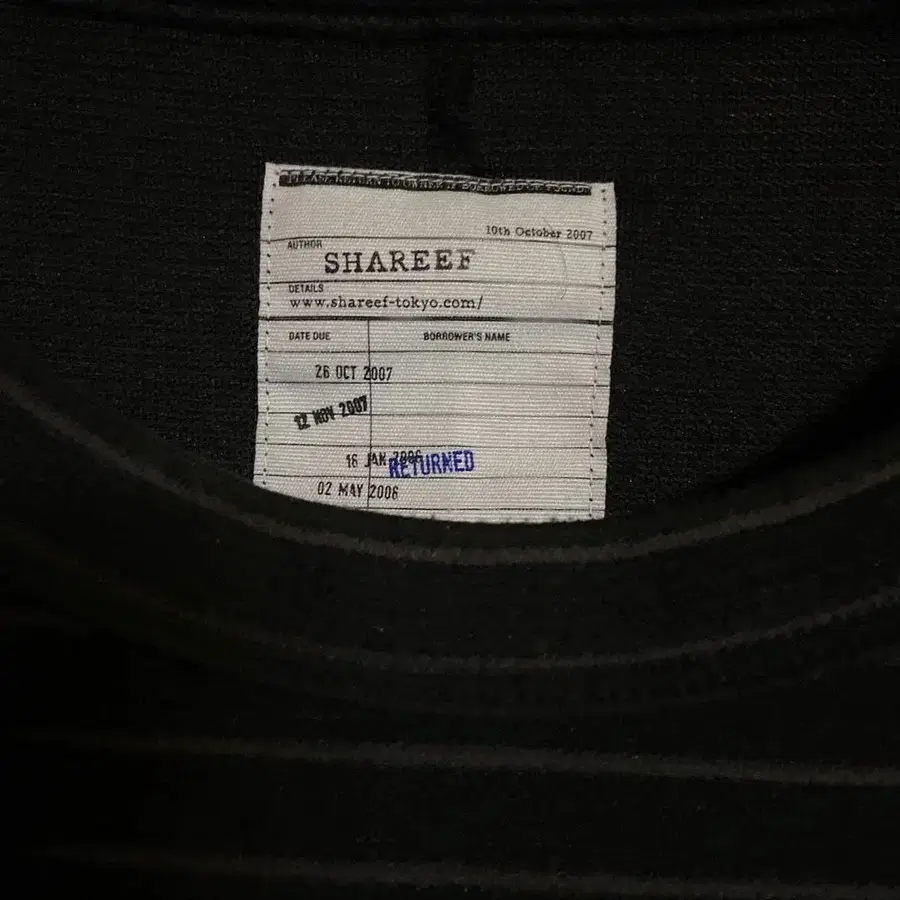 10th October 2007
AUTHOR
SHAREEF
DETAILS
www.shareef-tokyo.com/
DATE DUE BORROWER'S NAME
26 OCT 2007
12 NOV 2007
16 JAN 2006 RETURNED
02 MAY 2006